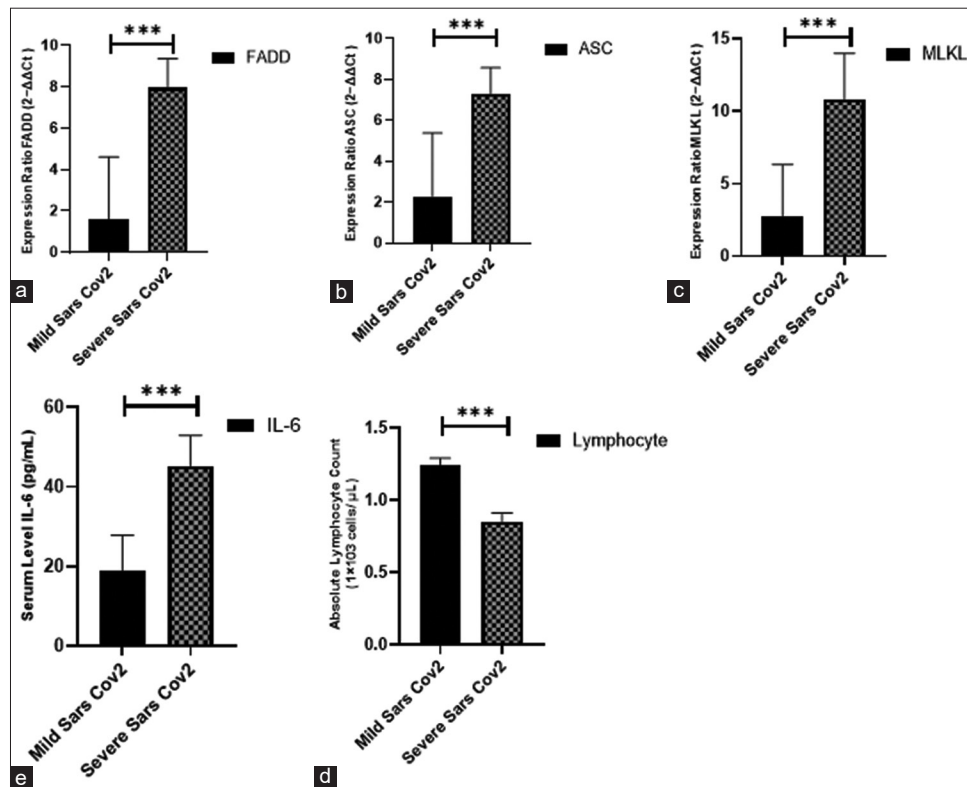 ***
FADD
Expression Ratio FADD (2−ΔΔCt)
10
8
6
4
2
0
Mild Sars Cov2
Severe Sars Cov2
a
***
ASC
Expression Ratio ASC (2−ΔΔCt)
10
8
6
4
2
0
Mild Sars Cov2
Severe Sars Cov2
b
***
MLKL
Expression Ratio MLKL (2−ΔΔCt)
15
10
5
0
Mild Sars Cov2
Severe Sars Cov2
c
***
IL-6
Serum Level IL-6 (pg/mL)
60
40
20
0
Mild Sars Cov2
Severe Sars Cov2
e
***
Lymphocyte
Absolute Lymphocyte Count
(1×103 cells/μL)
1.5
1.0
0.5
0.0
Mild Sars Cov2
Severe Sars Cov2
d